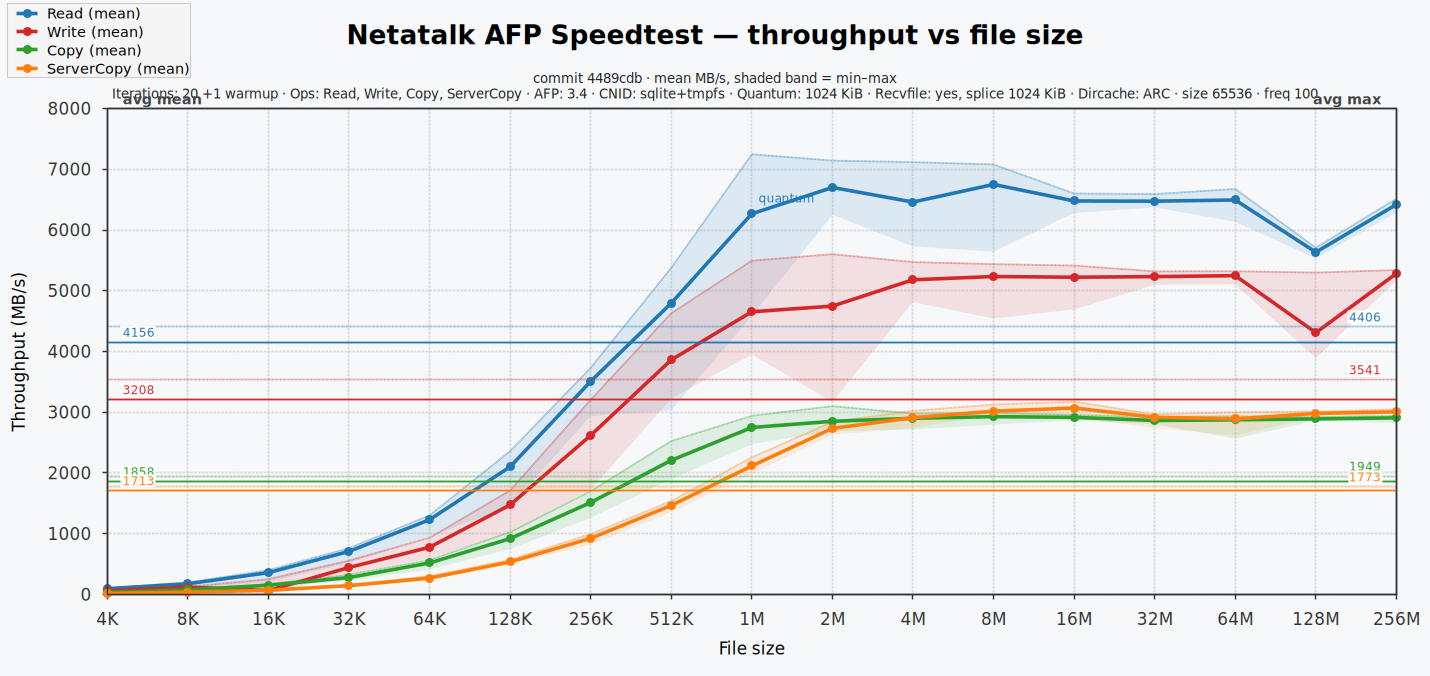 Read (mean)
Write (mean)
Copy (mean)
ServerCopy (mean)
Netatalk AFP Speedtest — throughput vs file size
commit 4489cdb · mean MB/s, shaded band = min–max
Iterations: 20 +1 warmup · Ops: Read, Write, Copy, ServerCopy · AFP: 3.4 · CNID: sqlite+tmpfs · Quantum: 1024 KiB · Recvfile: yes, splice 1024 KiB · Dircache: ARC · size 65536 · freq 100
avg mean
avg max
8000
7000
6000
5000
4000
3000
2000
1000
0
Throughput (MB/s)
quantum
4156
4406
3208
3541
1858
1949
1713
1773
4K 8K 16K 32K 64K 128K 256K 512K 1M 2M 4M 8M 16M 32M 64M 128M 256M
File size